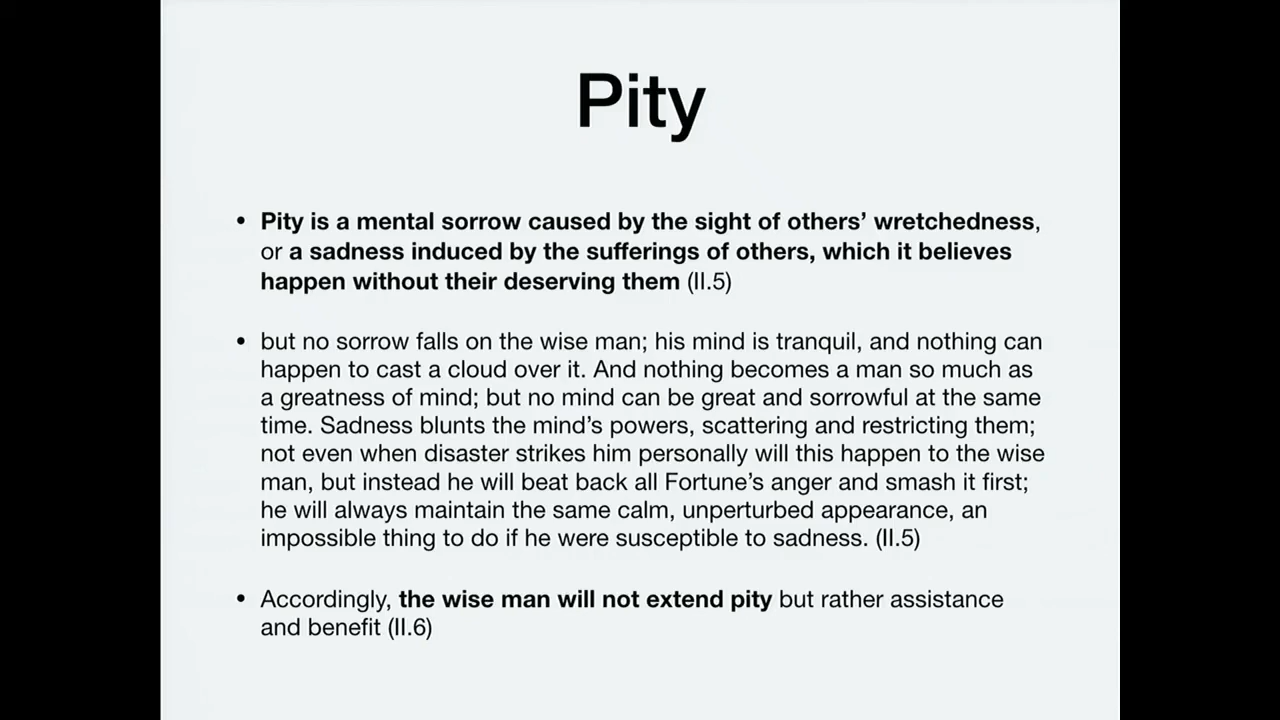 Pity
• Pity is a mental sorrow caused by the sight of others’ wretchedness,
or a sadness induced by the sufferings of others, which it believes
happen without their deserving them (II.5)
• but no sorrow falls on the wise man; his mind is tranquil, and nothing can
happen to cast a cloud over it. And nothing becomes a man so much as
a greatness of mind; but no mind can be great and sorrowful at the same
time. Sadness blunts the mind’s powers, scattering and restricting them;
not even when disaster strikes him personally will this happen to the wise
man, but instead he will beat back all Fortune’s anger and smash it first;
he will always maintain the same calm, unperturbed appearance, an
impossible thing to do if he were susceptible to sadness. (II.5)
• Accordingly, the wise man will not extend pity but rather assistance
and benefit (II.6)